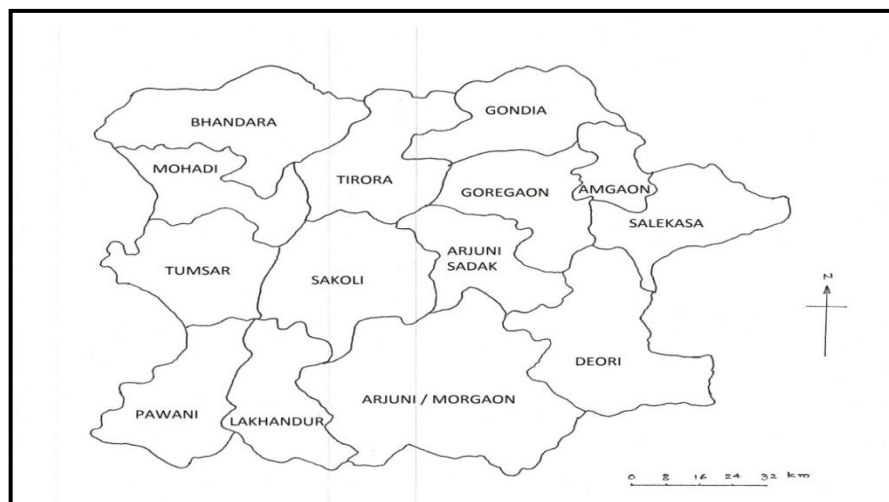 GONDIA
BHANDARA
MOHADI
TIRORA
GOREGAON
AMGAON
SALEKASA
ARJUNI
SADAK
TUMSAR
SAKOLI
N
DEORI
PAWANI
LAKHANDUR
ARJUNI / MORGAON
0 8 16 24 32 km